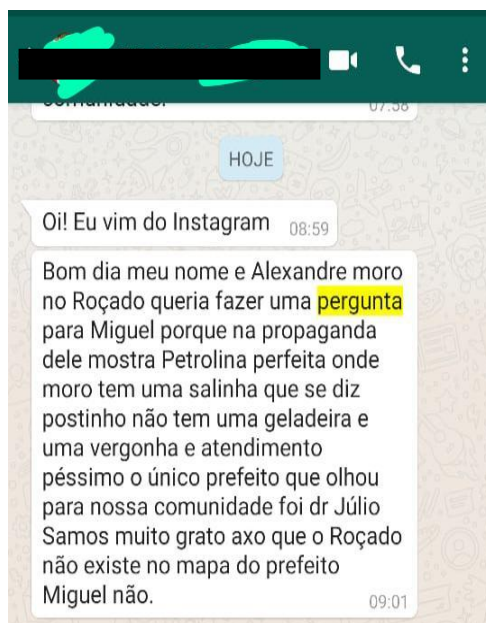 HOJE
Oi! Eu vim do Instagram 08:59
Bom dia meu nome e Alexandre moro
no Roçado queria fazer uma pergunta
para Miguel porque na propaganda
dele mostra Petrolina perfeita onde
moro tem uma salinha que se diz
postinho não tem uma geladeira e
uma vergonha e atendimento
péssimo o único prefeito que olhou
para nossa comunidade foi dr Júlio
Samos muito grato axo que o Roçado
não existe no mapa do prefeito
Miguel não. 09:01